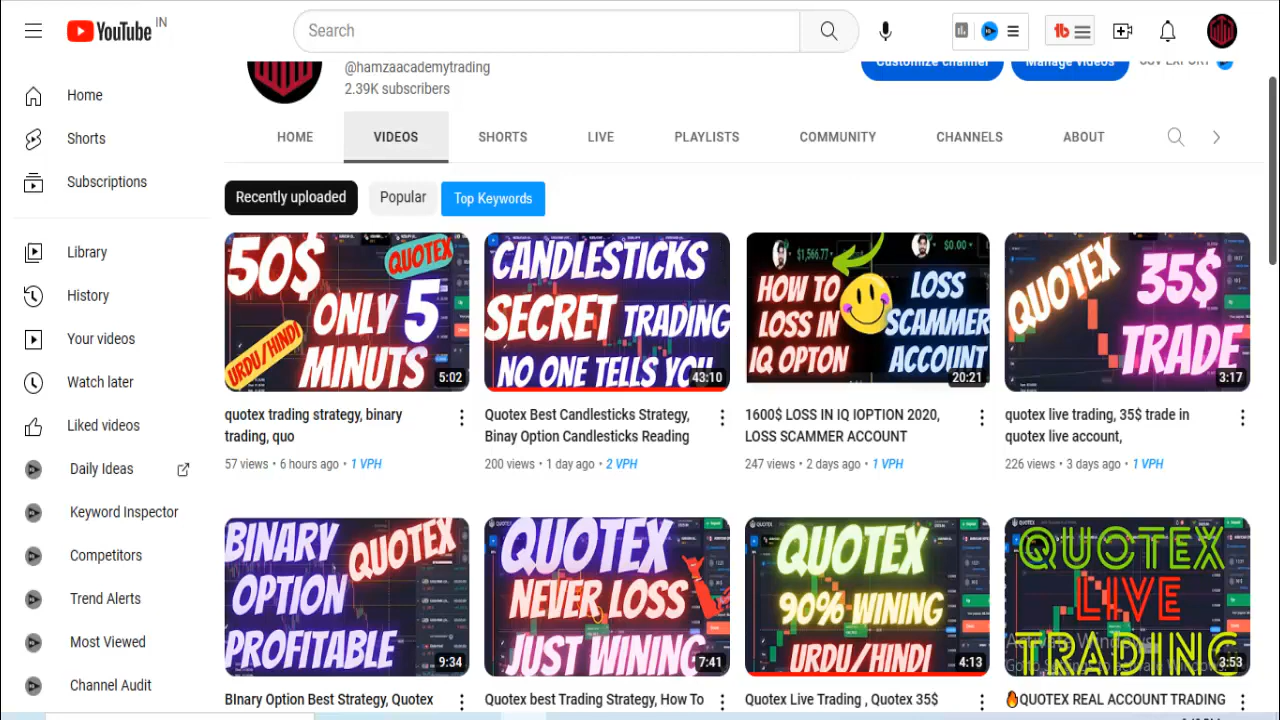 YouTube IN
Search
@hamzaacademytrading
Customize channel
Manage videos
CSV EXPORT
2.39K subscribers
Home
Shorts
Subscriptions
Library
History
Your videos
Watch later
Liked videos
Daily Ideas
Keyword Inspector
Competitors
Trend Alerts
Most Viewed
Channel Audit
HOME VIDEOS SHORTS LIVE PLAYLISTS COMMUNITY CHANNELS ABOUT
Recently uploaded Popular Top Keywords
50$ QUOTEX
ONLY 5
URDU/HINDI MINUTS
5:02
quotex trading strategy, binary
trading, quo
57 views • 6 hours ago • 1 VPH
CANDLESTICKS
SECRET TRADING
NO ONE TELLS YOU
43:10
Quotex Best Candlesticks Strategy,
Binay Option Candlesticks Reading
200 views • 1 day ago • 2 VPH
$1,566.77
$0.00
HOW TO
LOSS IN
IQ OPTON
LOSS
SCAMMER
ACCOUNT
20:21
1600$ LOSS IN IQ IOPTION 2020,
LOSS SCAMMER ACCOUNT
247 views • 2 days ago • 1 VPH
QUOTEX
35$
TRADE
3:17
quotex live trading, 35$ trade in
quotex live account,
226 views • 3 days ago • 1 VPH
BINARY
OPTION
PROFITABLE
QUOTEX
9:34
BInary Option Best Strategy, Quotex
QUOTEX
NEVER LOSS
JUST WINING
7:41
Quotex best Trading Strategy, How To
QUOTEX
90% WINING
URDU/HINDI
4:13
Quotex Live Trading , Quotex 35$
QUOTEX
LIVE
TRADING
3:53
🔥QUOTEX REAL ACCOUNT TRADING